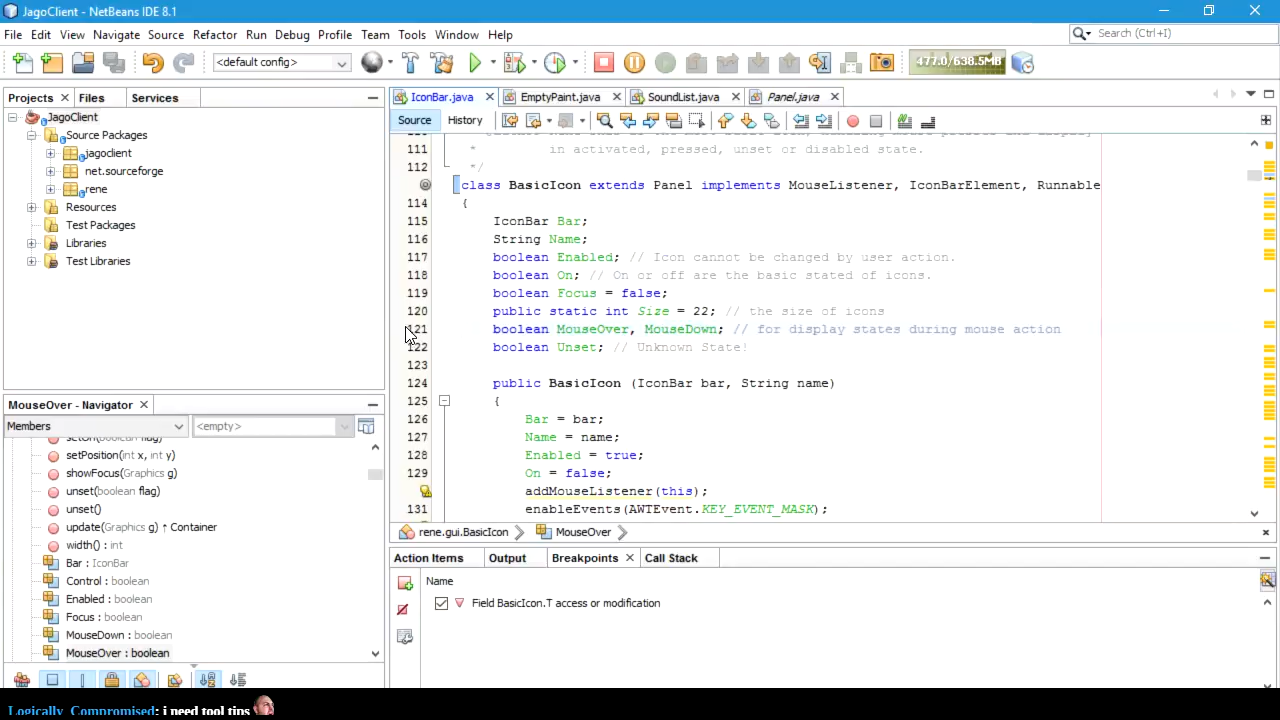 JagoClient - NetBeans IDE 8.1
File Edit View Navigate Source Refactor Run Debug Profile Team Tools Window Help
Search (Ctrl+I)
<default config>
477.0/638.5MB
Projects Files Services
IconBar.java EmptyPaint.java SoundList.java Panel.java
JagoClient
Source Packages
jagoclient
net.sourceforge
rene
Resources
Test Packages
Libraries
Test Libraries
Source History
111 * in activated, pressed, unset or disabled state.
112 */
class BasicIcon extends Panel implements MouseListener, IconBarElement, Runnable
114 {
115 IconBar Bar;
116 String Name;
117 boolean Enabled; // Icon cannot be changed by user action.
118 boolean On; // On or off are the basic stated of icons.
119 boolean Focus = false;
120 public static int Size = 22; // the size of icons
121 boolean MouseOver, MouseDown; // for display states during mouse action
122 boolean Unset; // Unknown State!
123
124 public BasicIcon (IconBar bar, String name)
125 {
126 Bar = bar;
127 Name = name;
128 Enabled = true;
129 On = false;
addMouseListener(this);
131 enableEvents(AWTEvent.KEY_EVENT_MASK);
rene.gui.BasicIcon MouseOver
MouseOver - Navigator
Members <empty>
setOn(boolean flag)
setPosition(int x, int y)
showFocus(Graphics g)
unset(boolean flag)
unset()
update(Graphics g) ↑ Container
width() : int
Bar : IconBar
Control : boolean
Enabled : boolean
Focus : boolean
MouseDown : boolean
MouseOver : boolean
Action Items Output Breakpoints Call Stack
Name
Field BasicIcon.T access or modification
Logically_Compromised: i need tool tips